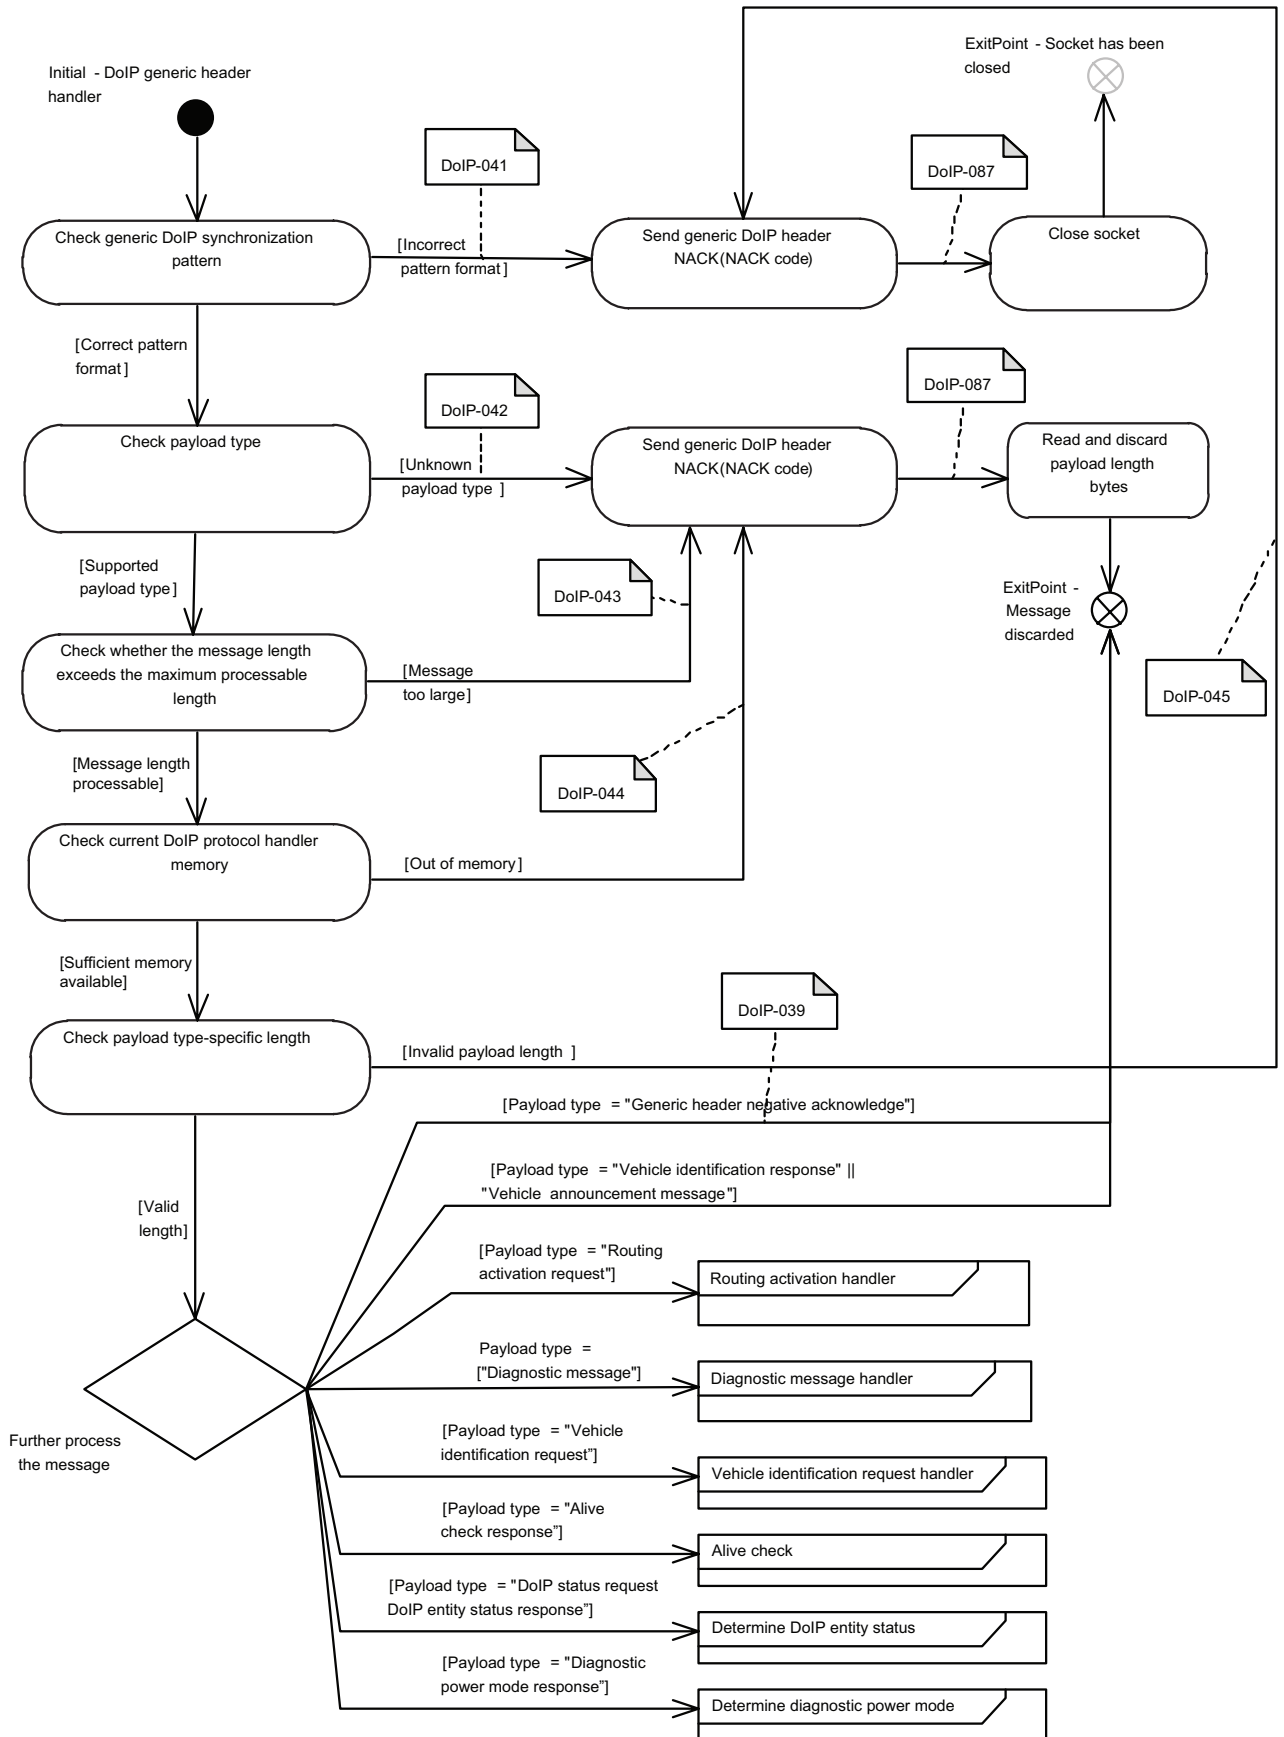 ExitPoint - Socket has been
closed
Initial - DoIP generic header
handler
DoIP-041
DoIP-087
Check generic DoIP synchronization
pattern
[Incorrect
pattern format]
Send generic DoIP header
NACK(NACK code)
Close socket
[Correct pattern
format]
DoIP-042
DoIP-087
Check payload type
[Unknown
payload type ]
Send generic DoIP header
NACK(NACK code)
Read and discard
payload length
bytes
[Supported
payload type]
DoIP-043
ExitPoint -
Message
discarded
Check whether the message length
exceeds the maximum processable
length
[Message
too large]
DoIP-045
[Message length
processable]
DoIP-044
Check current DoIP protocol handler
memory
[Out of memory]
[Sufficient memory
available]
DoIP-039
Check payload type-specific length
[Invalid payload length ]
[Payload type = "Generic header negative acknowledge"]
[Payload type = "Vehicle identification response" ||
"Vehicle announcement message"]
[Valid
length]
[Payload type = "Routing
activation request"]
Routing activation handler
Payload type =
["Diagnostic message"]
Diagnostic message handler
Further process
the message
[Payload type = "Vehicle
identification request”]
Vehicle identification request handler
[Payload type = "Alive
check response”]
Alive check
[Payload type = "DoIP status request
DoIP entity status response”]
Determine DoIP entity status
[Payload type = "Diagnostic
power mode response”]
Determine diagnostic power mode